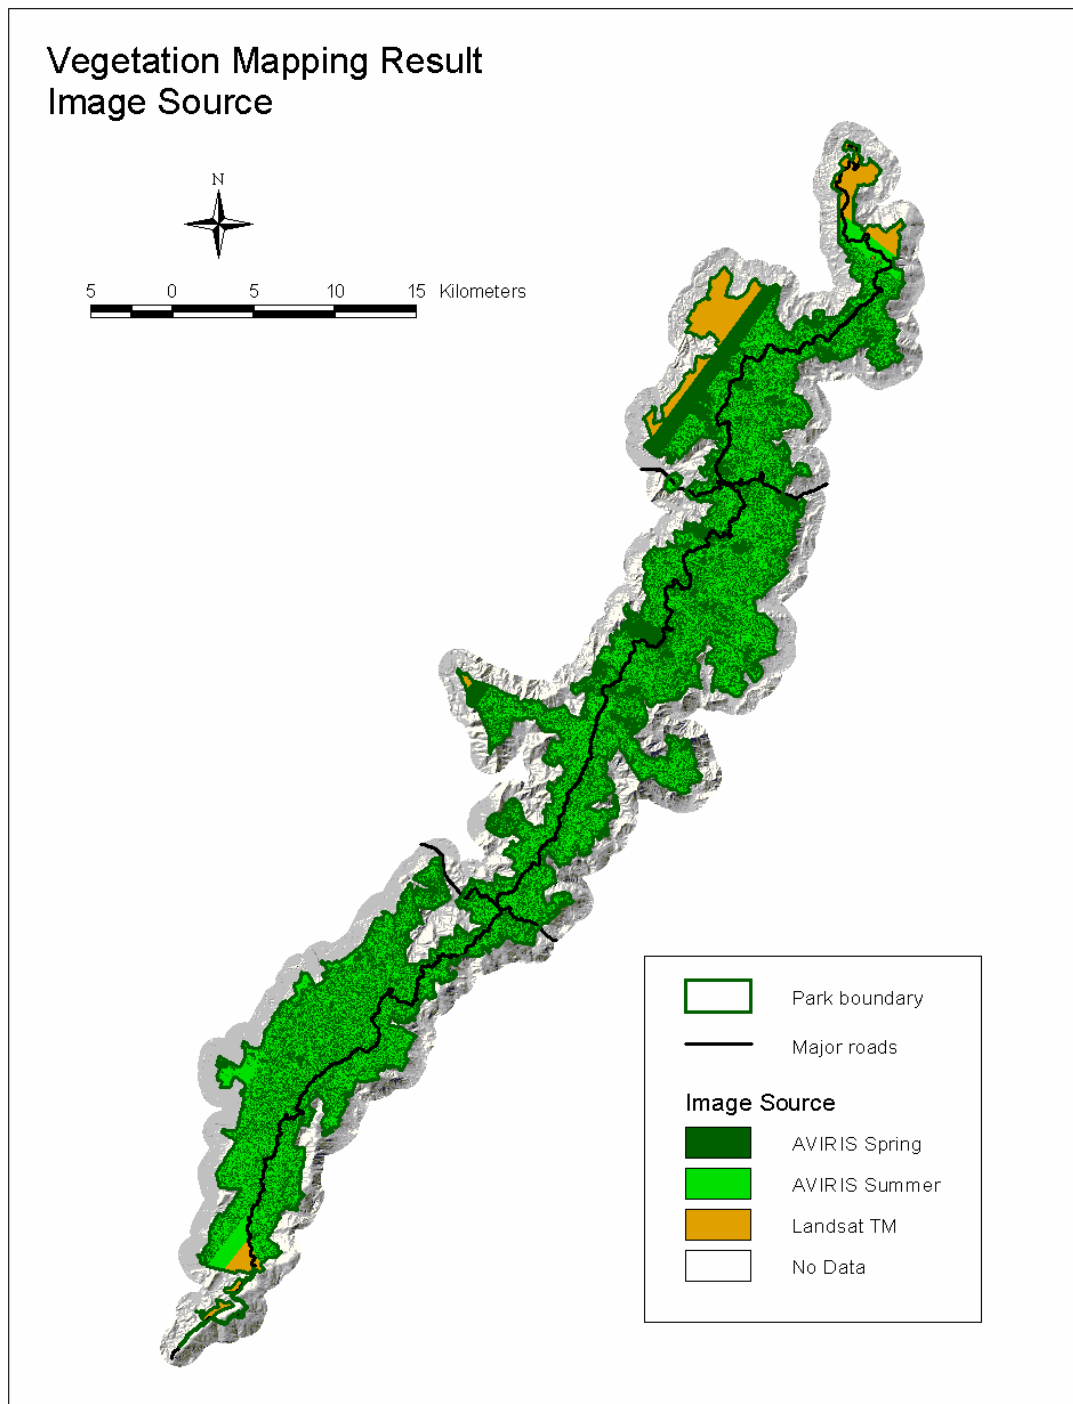 Vegetation Mapping Result
Image Source
N
5 0 5 10 15 Kilometers
Park boundary
Major roads
Image Source
AVIRIS Spring
AVIRIS Summer
Landsat TM
No Data